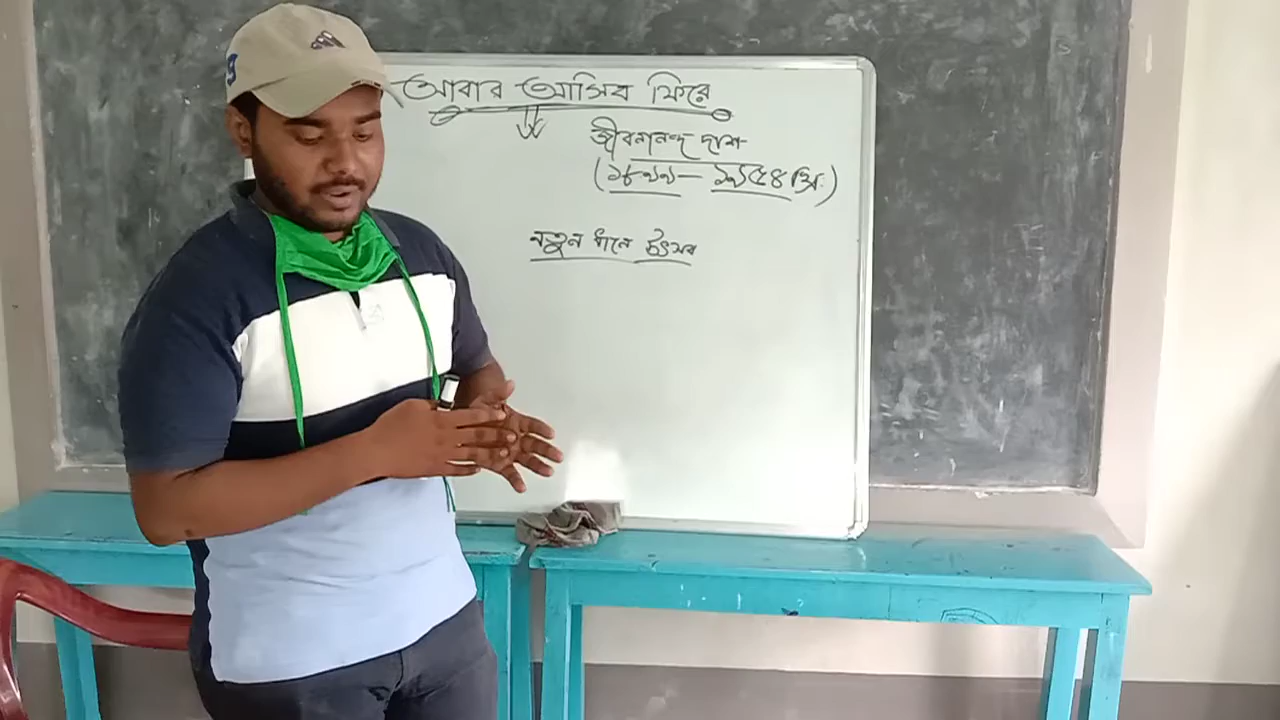 আবার আসিব ফিরে
জীবনানন্দ দাশ
(১৮৯৯ – ১৯৫৪ খ্রি:)
নতুন ধানে উৎসব